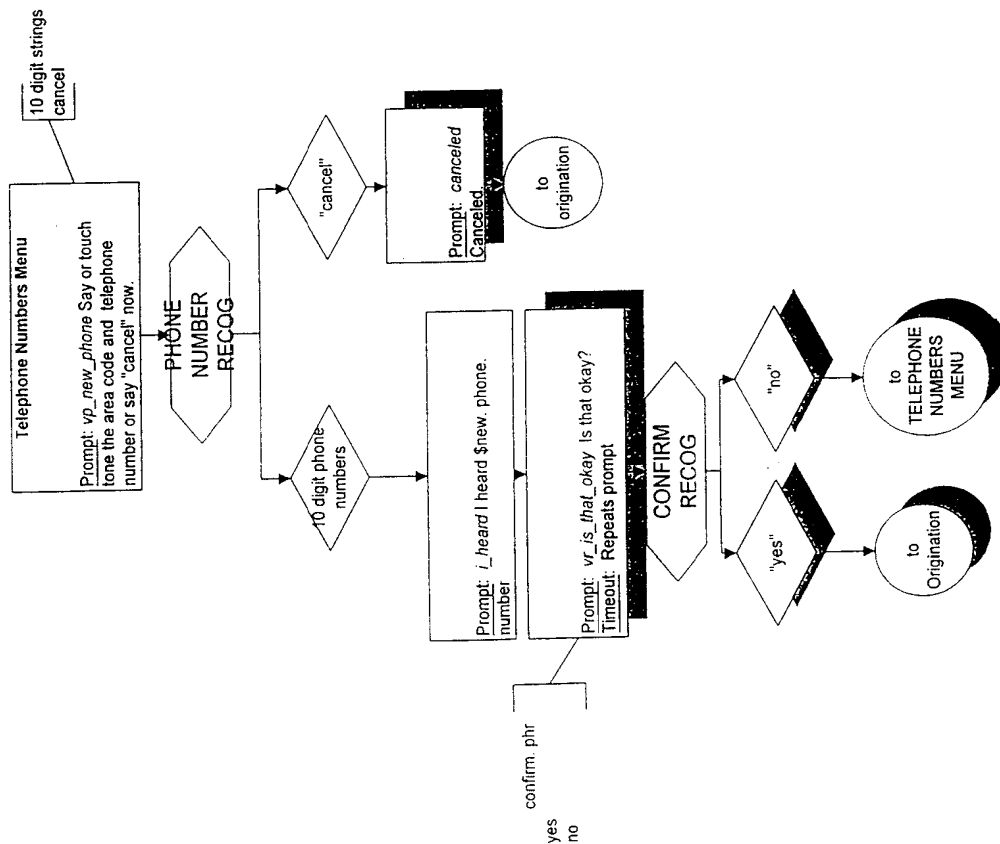 10 digit strings
cancel
Telephone Numbers Menu
Prompt: vp_new_phone Say or touch
tone the area code and telephone
number or say "cancel" now.
PHONE
NUMBER
RECOG
"cancel"
10 digit phone
numbers
Prompt: canceled
Canceled.
to
origination
Prompt: i_heard I heard $new. phone.
number
confirm. phr
yes
no
Prompt: vr_is_that_okay Is that okay?
Timeout: Repeats prompt
CONFIRM
RECOG
"yes"
"no"
to
Origination
to
TELEPHONE
NUMBERS
MENU